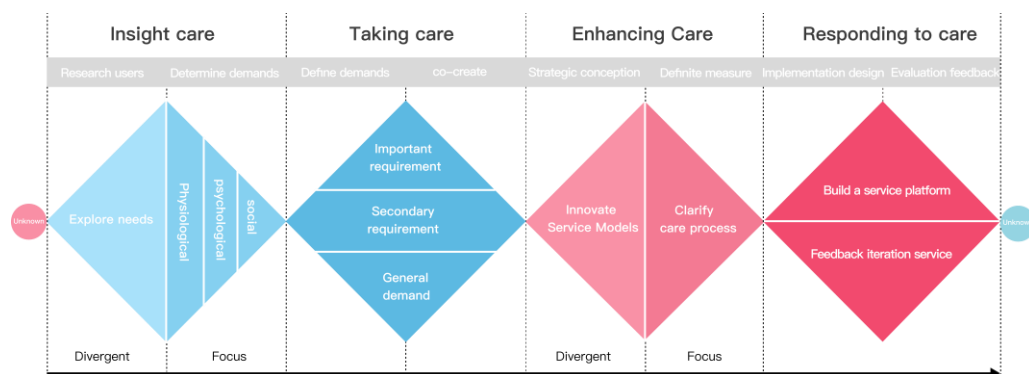 Insight care
Taking care
Enhancing Care
Responding to care
Research users
Determine demands
Define demands
co-create
Strategic conception
Definite measure
Implementation design
Evaluation feedback
Unknown
Explore needs
Physiological
psychological
social
Important
requirement
Secondary
requirement
General
demand
Innovate
Service Models
Clarify
care process
Build a service platform
Feedback iteration service
Unknow
Divergent
Focus
Divergent
Focus